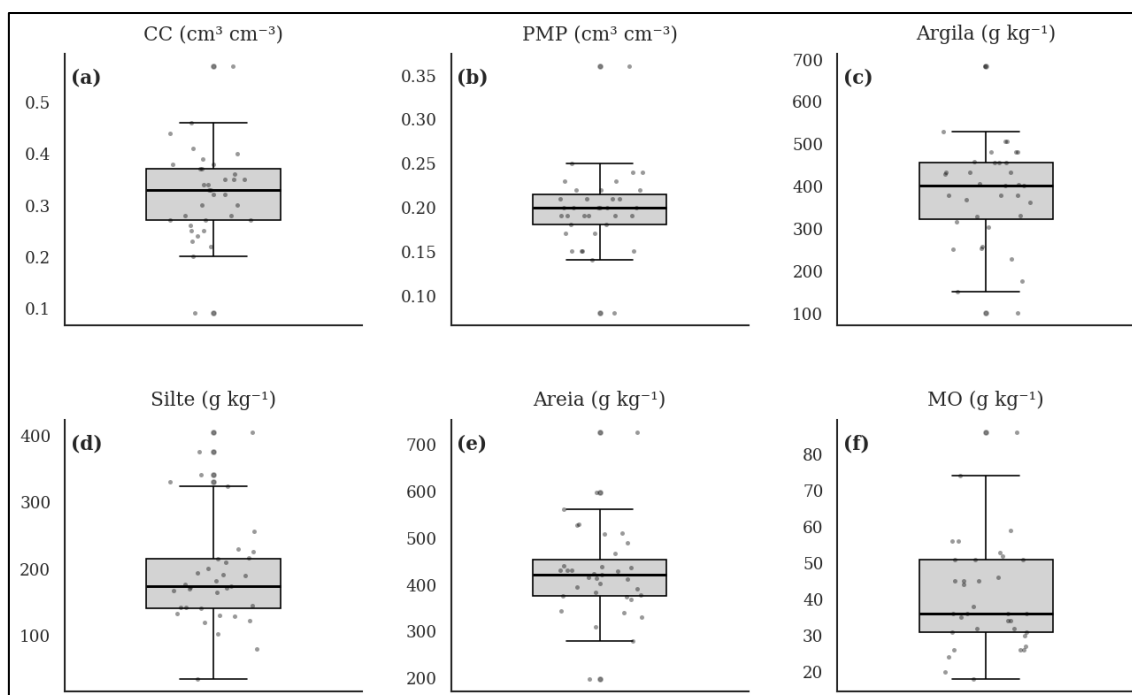 CC (cm³ cm⁻³)
(a)
0.5
0.4
0.3
0.2
0.1
PMP (cm³ cm⁻³)
(b)
0.35
0.30
0.25
0.20
0.15
0.10
Argila (g kg⁻¹)
(c)
700
600
500
400
300
200
100
Silte (g kg⁻¹)
(d)
400
300
200
100
Areia (g kg⁻¹)
(e)
700
600
500
400
300
200
MO (g kg⁻¹)
(f)
80
70
60
50
40
30
20